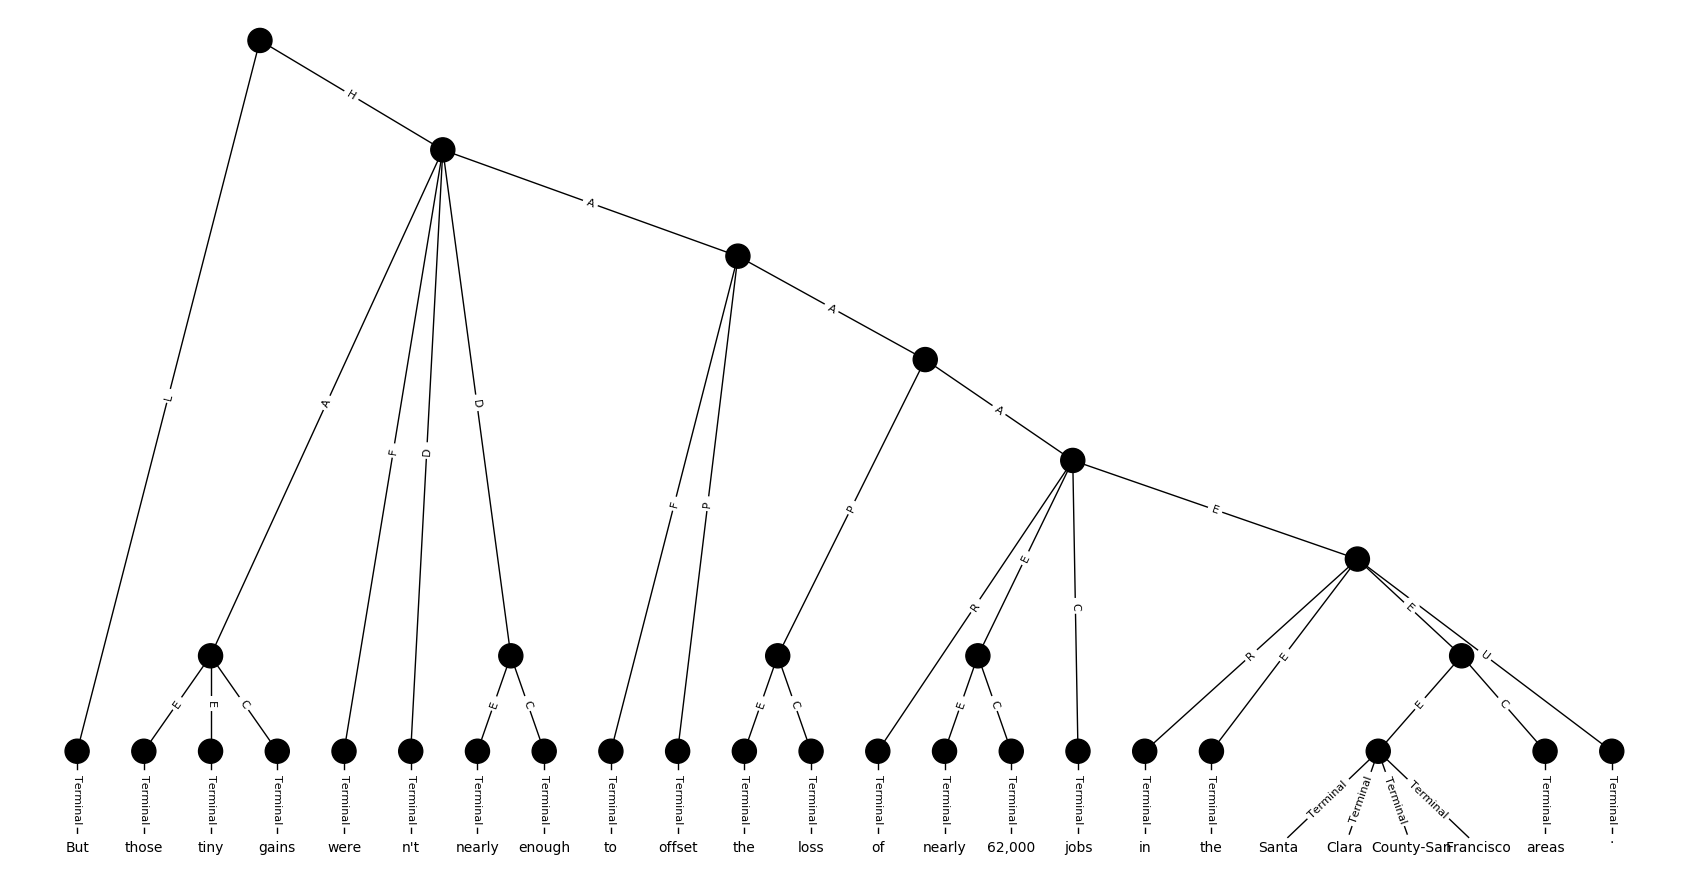 H
A
A
L
A
D
A
F
D
F
P
P
E
E
R
C
E
R
E
E
U
E
E
C
E
C
E
C
E
C
E
C
Terminal Terminal Terminal Terminal Terminal Terminal Terminal Terminal Terminal Terminal Terminal Terminal Terminal Terminal Terminal Terminal Terminal Terminal Terminal Terminal Terminal Terminal Terminal Terminal
But those tiny gains were n't nearly enough to offset the loss of nearly 62,000 jobs in the Santa Clara County-San Francisco areas .